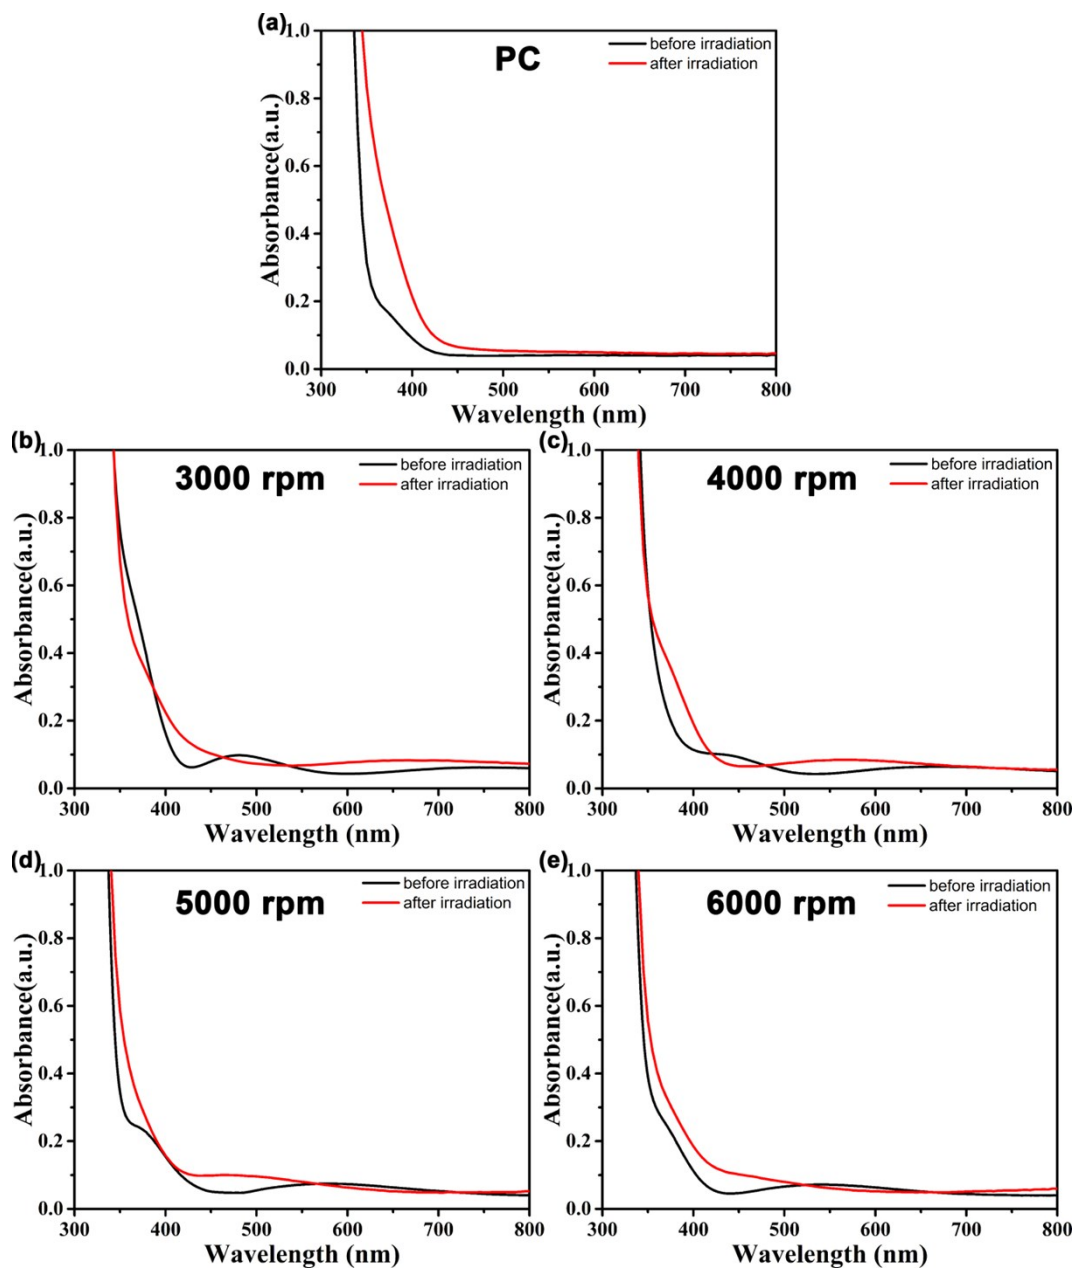 (a)
PC
before irradiation
after irradiation
Absorbance(a.u.)
1.0
0.8
0.6
0.4
0.2
0.0
300 400 500 600 700 800
Wavelength (nm)
(b)
3000 rpm
before irradiation
after irradiation
Absorbance(a.u.)
1.0
0.8
0.6
0.4
0.2
0.0
300 400 500 600 700 800
Wavelength (nm)
(c)
4000 rpm
before irradiation
after irradiation
Absorbance(a.u.)
1.0
0.8
0.6
0.4
0.2
0.0
300 400 500 600 700 800
Wavelength (nm)
(d)
5000 rpm
before irradiation
after irradiation
Absorbance(a.u.)
1.0
0.8
0.6
0.4
0.2
0.0
300 400 500 600 700 800
Wavelength (nm)
(e)
6000 rpm
before irradiation
after irradiation
Absorbance(a.u.)
1.0
0.8
0.6
0.4
0.2
0.0
300 400 500 600 700 800
Wavelength (nm)